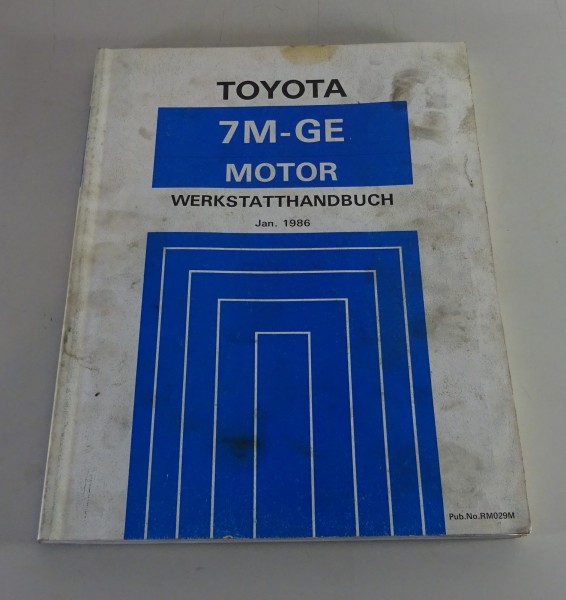 TOYOTA
7M-GE
MOTOR
WERKSTATTHANDBUCH
Jan. 1986
Pub.No.RM029M